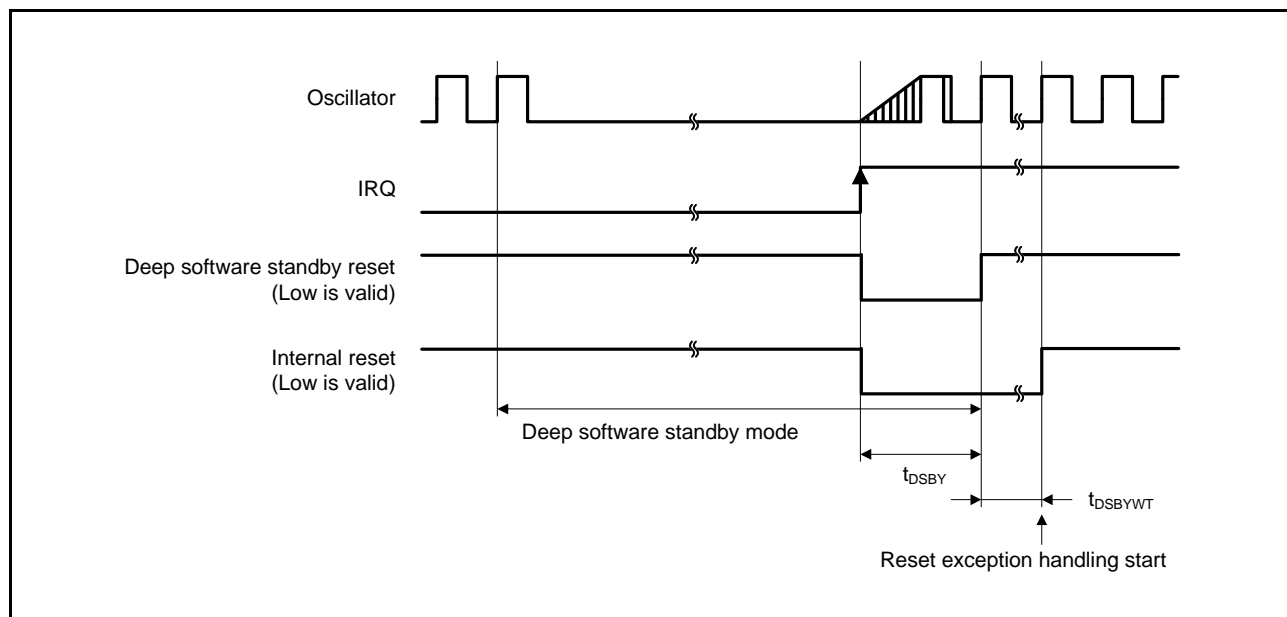 Oscillator
IRQ
Deep software standby reset
(Low is valid)
Internal reset
(Low is valid)
Deep software standby mode
tDSBY
tDSBYWT
Reset exception handling start